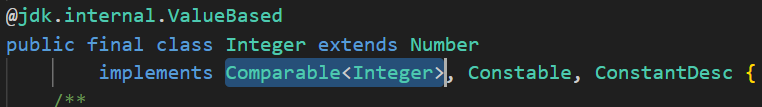 @jdk.internal.ValueBased
public final class Integer extends Number
implements Comparable<Integer>, Constable, ConstantDesc {
/**